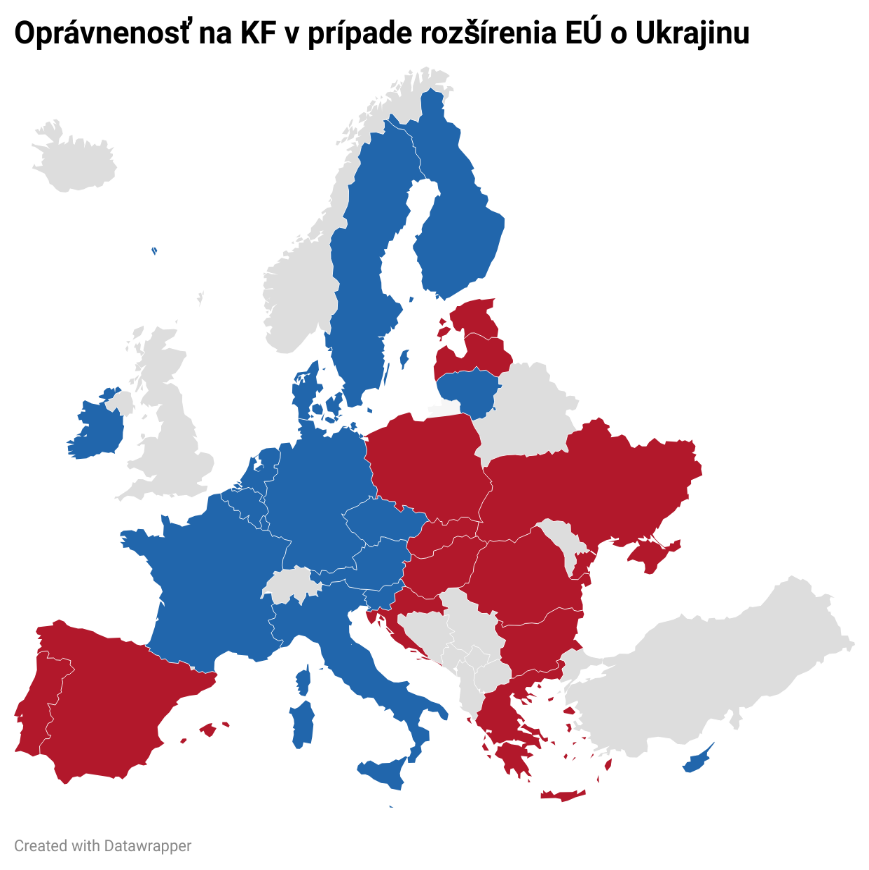 Oprávnenosť na KF v prípade rozšírenia EÚ o Ukrajinu
Created with Datawrapper